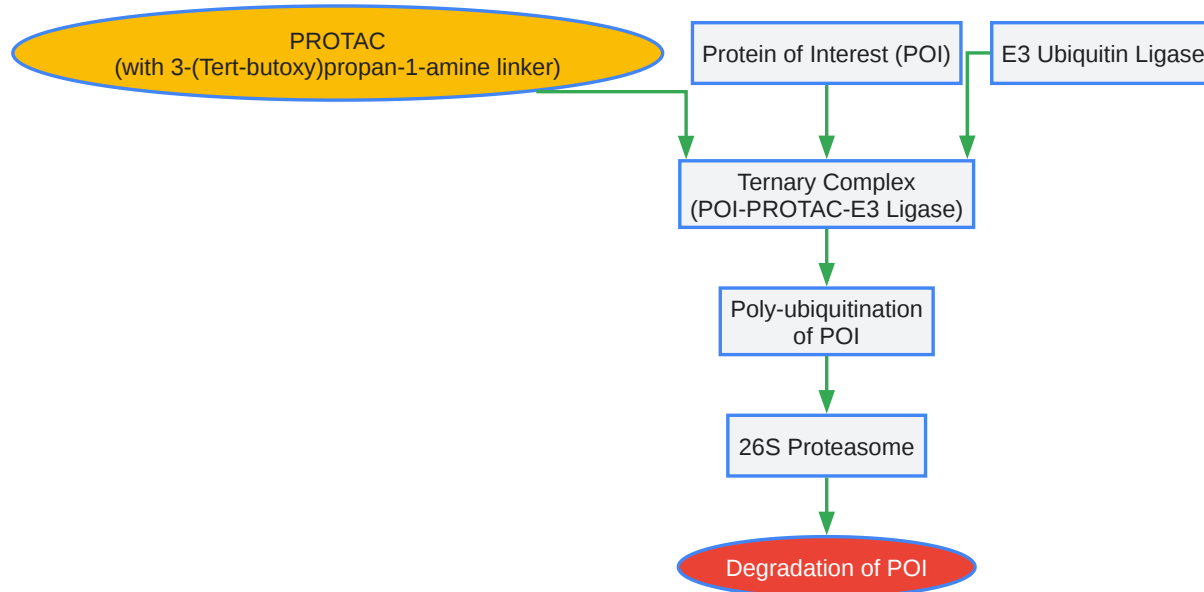 PROTAC
(with 3-(Tert-butoxy)propan-1-amine linker)
Protein of Interest (POI)
E3 Ubiquitin Ligase
Ternary Complex
(POI-PROTAC-E3 Ligase)
Poly-ubiquitination
of POI
26S Proteasome
Degradation of POI